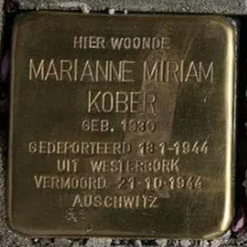 HIER WOONDE
MARIANNE MIRIAM
KOBER
GEB. 1930
GEDEPORTEERD 18-1-1944
UIT WESTERBORK
VERMOORD 21-10-1944
AUSCHWITZ